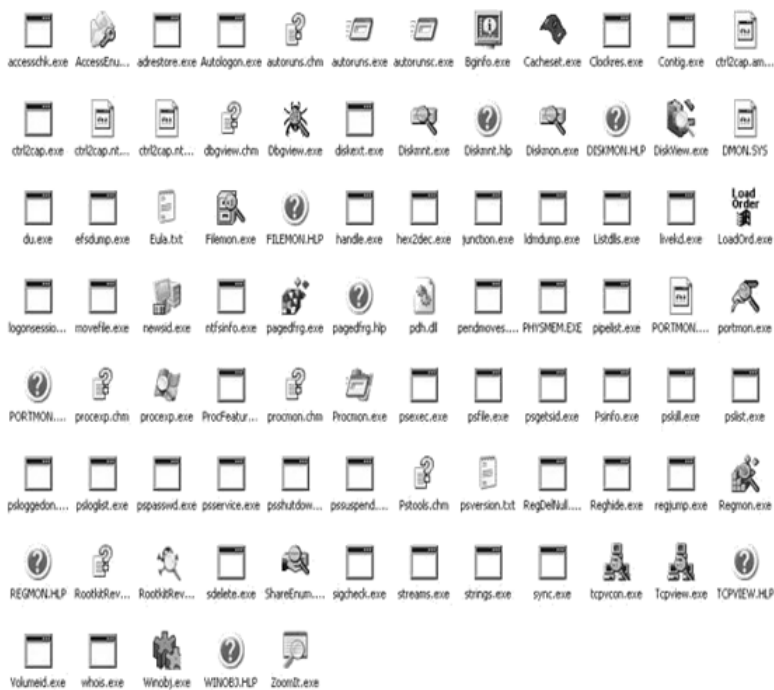 accesschk.exe AccessEnu... adrestore.exe Autologon.exe autoruns.chm autoruns.exe autorunsc.exe Bginfo.exe Cacheset.exe Clockres.exe Contig.exe ctrl2cap.am...
ctrl2cap.exe ctrl2cap.nt... ctrl2cap.nt... dbgview.chm Dbgview.exe diskext.exe Diskmnt.exe Diskmnt.hlp Diskmon.exe DISKMON.HLP DiskView.exe DMON.SYS
Load
Order
du.exe efsdump.exe Eula.txt Filemon.exe FILEMON.HLP handle.exe hex2dec.exe junction.exe ldmdump.exe Listdlls.exe livekd.exe LoadOrd.exe
logonsessio... movefile.exe newsid.exe ntfsinfo.exe pagedfrg.exe pagedfrg.hlp pdh.dll pendmoves.... PHYSMEM.EXE pipelist.exe PORTMON.... portmon.exe
PORTMON.... procexp.chm procexp.exe ProcFeatur... procmon.chm Procmon.exe psexec.exe psfile.exe psgetsid.exe Psinfo.exe pskill.exe pslist.exe
psloggedon.... psloglist.exe pspasswd.exe psservice.exe psshutdow... pssuspend.... Pstools.chm psversion.txt RegDelNull.... Reghide.exe regjump.exe Regmon.exe
REGMON.HLP RootkitRev... RootkitRev... sdelete.exe ShareEnum.... sigcheck.exe streams.exe strings.exe sync.exe tcpvcon.exe Tcpview.exe TCPVIEW.HLP
Volumeid.exe whois.exe Winobj.exe WINOBJ.HLP ZoomIt.exe